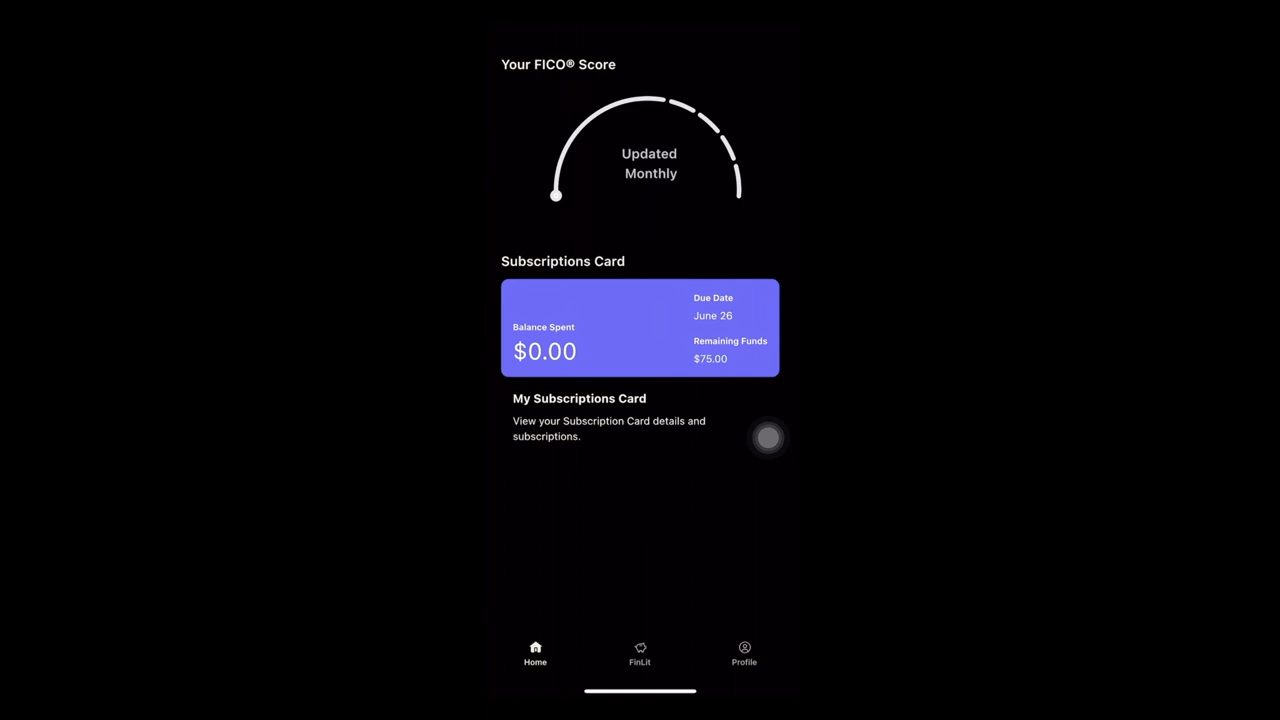 Your FICO® Score
Updated
Monthly
Subscriptions Card
Due Date
June 26
Balance Spent
$0.00
Remaining Funds
$75.00
My Subscriptions Card
View your Subscription Card details and
subscriptions.
Home
FinLit
Profile